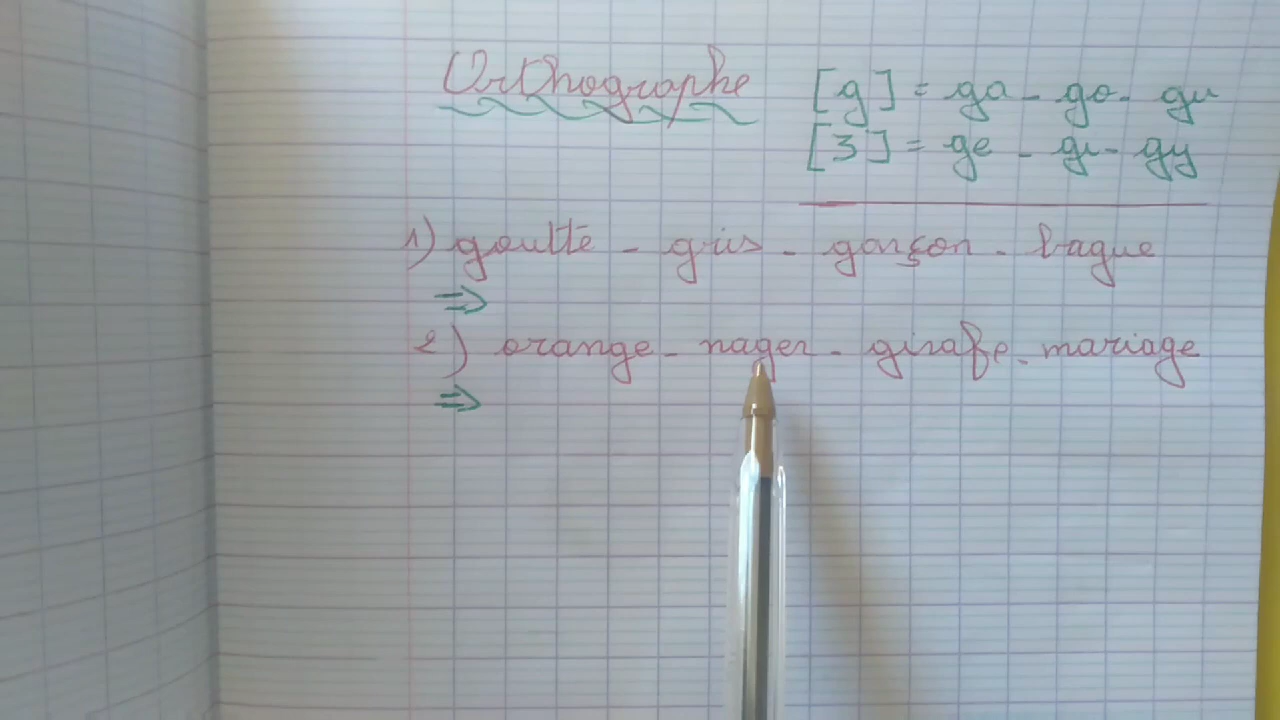 Orthographe
[g] = ga - go - gu
[ʒ] = ge - gi - gy
1) goutte - gris - garçon - bague
⇒
2) orange - nager - girafe - mariage
⇒